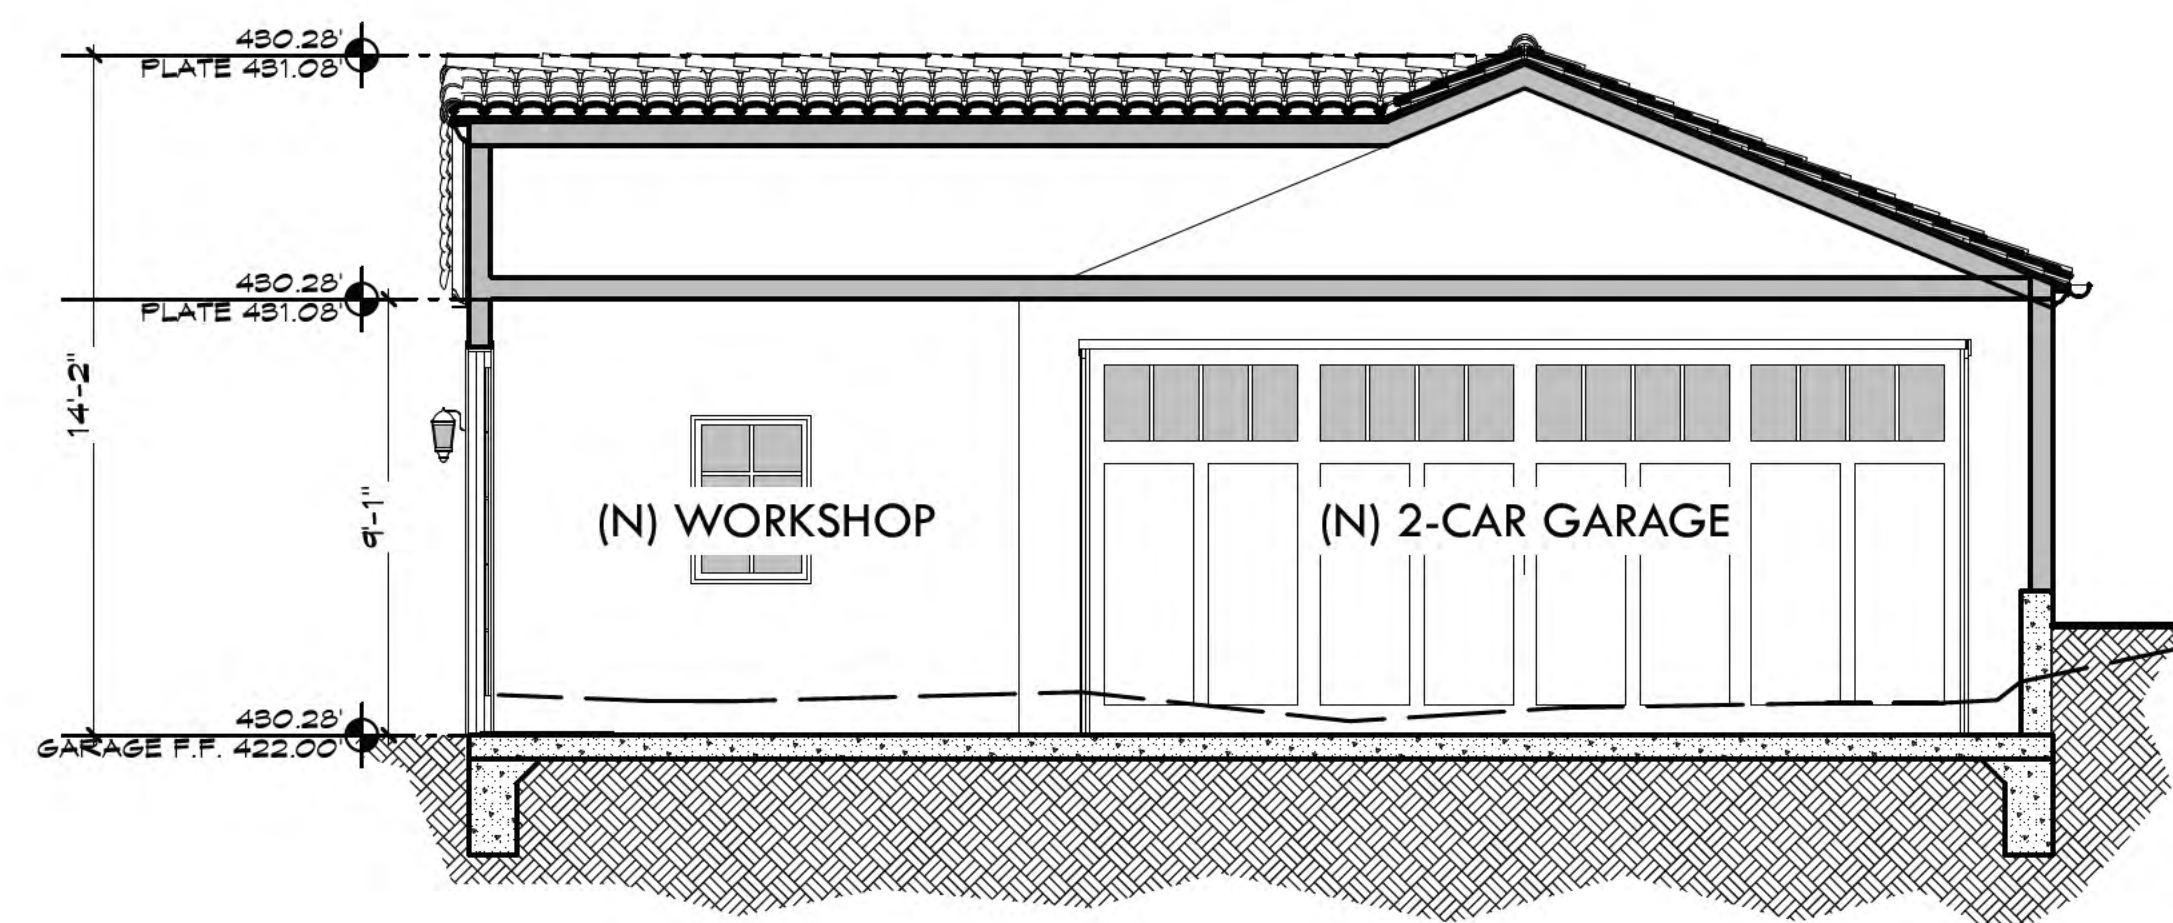 430.28'
PLATE 431.08'
430.28'
PLATE 431.08'
14'-2"
9'-1"
(N) WORKSHOP
(N) 2-CAR GARAGE
430.28'
GARAGE F.F. 422.00'